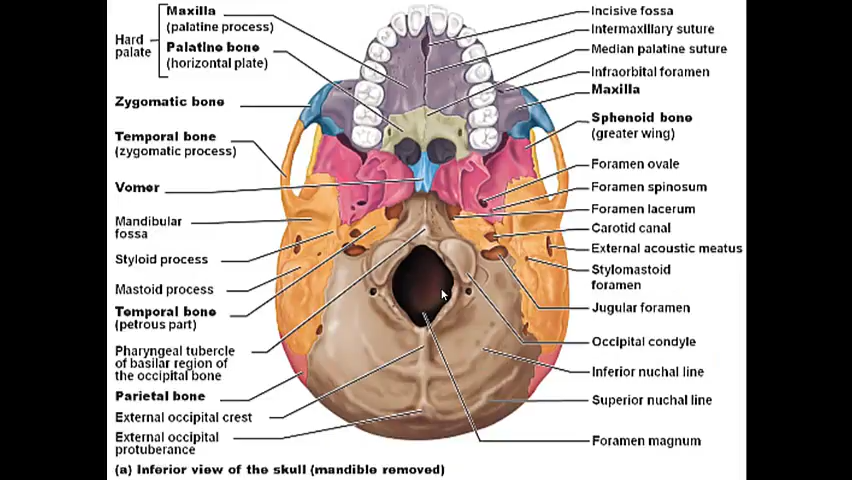 Maxilla
(palatine process)
Hard
palate
Palatine bone
(horizontal plate)
Zygomatic bone
Temporal bone
(zygomatic process)
Vomer
Mandibular
fossa
Styloid process
Mastoid process
Temporal bone
(petrous part)
Pharyngeal tubercle
of basilar region of
the occipital bone
Parietal bone
External occipital crest
External occipital
protuberance
Incisive fossa
Intermaxillary suture
Median palatine suture
Infraorbital foramen
Maxilla
Sphenoid bone
(greater wing)
Foramen ovale
Foramen spinosum
Foramen lacerum
Carotid canal
External acoustic meatus
Stylomastoid
foramen
Jugular foramen
Occipital condyle
Inferior nuchal line
Superior nuchal line
Foramen magnum
(a) Inferior view of the skull (mandible removed)